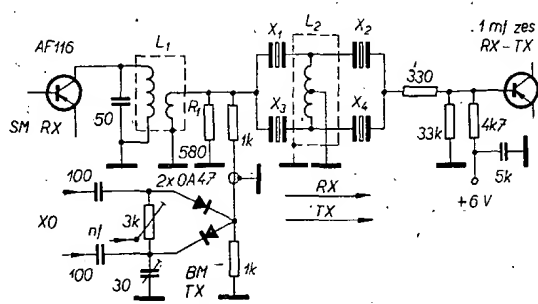 AF116
L1
X1
L2
X2
1 mf zes
RX-TX
SM RX
50
R1
X3
X4
330
580
1k
33k
4k7
5k
+6 V
100
2x OA47
RX
TX
XO
nf
3k
100
30
BM
TX
1k